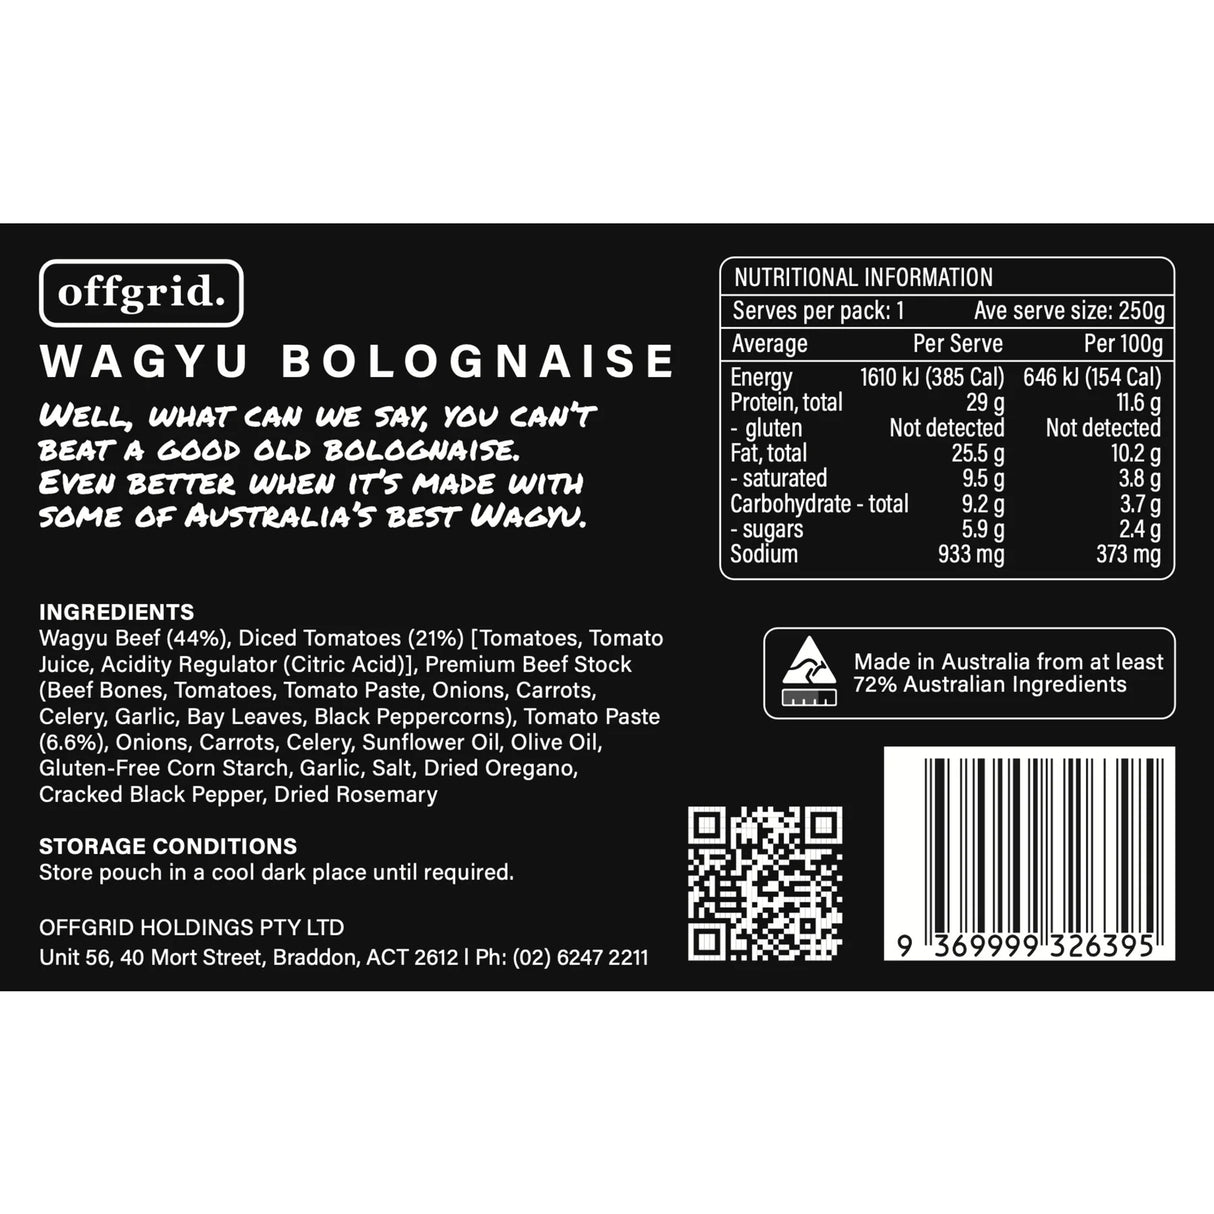 offgrid.
WAGYU BOLOGNAISE
WELL, WHAT CAN WE SAY, YOU CAN'T
BEAT A GOOD OLD BOLOGNAISE.
EVEN BETTER WHEN IT'S MADE WITH
SOME OF AUSTRALIA'S BEST WAGYU.
INGREDIENTS
Wagyu Beef (44%), Diced Tomatoes (21%) [Tomatoes, Tomato
Juice, Acidity Regulator (Citric Acid)], Premium Beef Stock
(Beef Bones, Tomatoes, Tomato Paste, Onions, Carrots,
Celery, Garlic, Bay Leaves, Black Peppercorns), Tomato Paste
(6.6%), Onions, Carrots, Celery, Sunflower Oil, Olive Oil,
Gluten-Free Corn Starch, Garlic, Salt, Dried Oregano,
Cracked Black Pepper, Dried Rosemary
STORAGE CONDITIONS
Store pouch in a cool dark place until required.
OFFGRID HOLDINGS PTY LTD
Unit 56, 40 Mort Street, Braddon, ACT 2612 | Ph: (02) 6247 2211
NUTRITIONAL INFORMATION
Serves per pack: 1 Ave serve size: 250g
Average Per Serve Per 100g
Energy 1610 kJ (385 Cal) 646 kJ (154 Cal)
Protein, total 29 g 11.6 g
- gluten Not detected Not detected
Fat, total 25.5 g 10.2 g
- saturated 9.5 g 3.8 g
Carbohydrate - total 9.2 g 3.7 g
- sugars 5.9 g 2.4 g
Sodium 933 mg 373 mg
Made in Australia from at least
72% Australian Ingredients
9 369999 326395